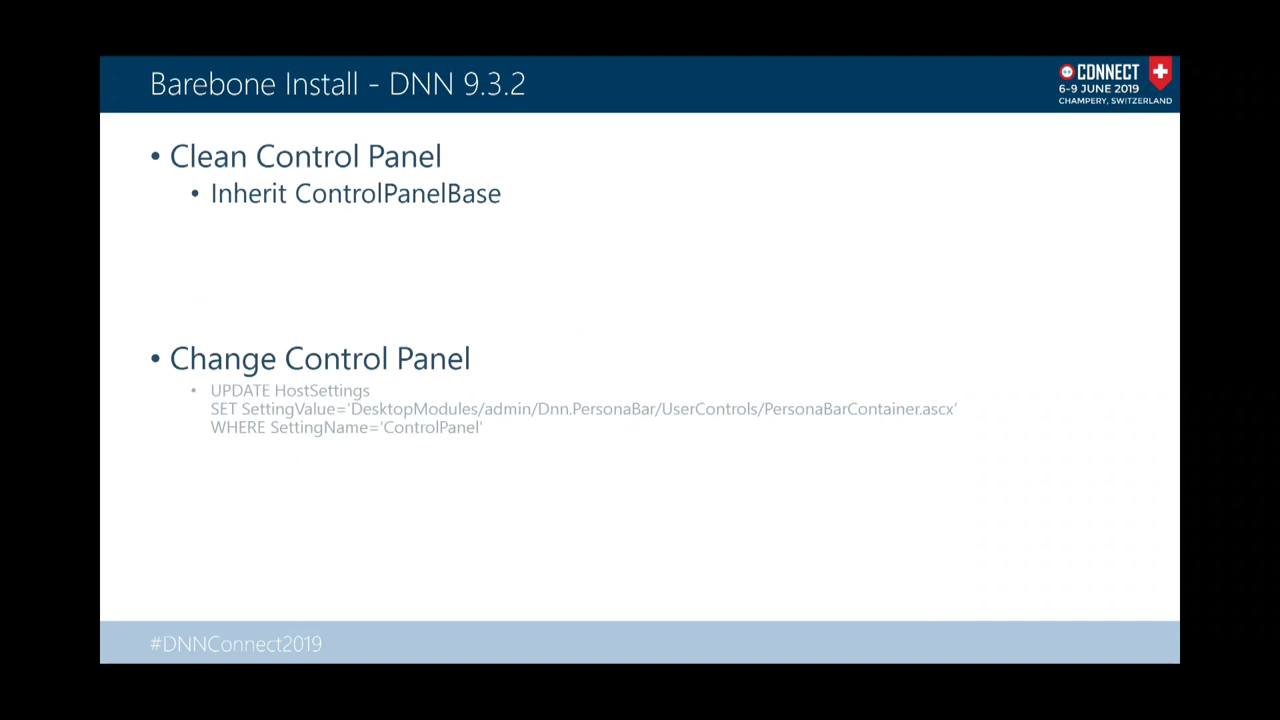 Barebone Install - DNN 9.3.2
CONNECT
6-9 JUNE 2019
CHAMPERY, SWITZERLAND
• Clean Control Panel
• Inherit ControlPanelBase
• Change Control Panel
• UPDATE HostSettings
SET SettingValue='DesktopModules/admin/Dnn.PersonaBar/UserControls/PersonaBarContainer.ascx'
WHERE SettingName='ControlPanel'
#DNNConnect2019